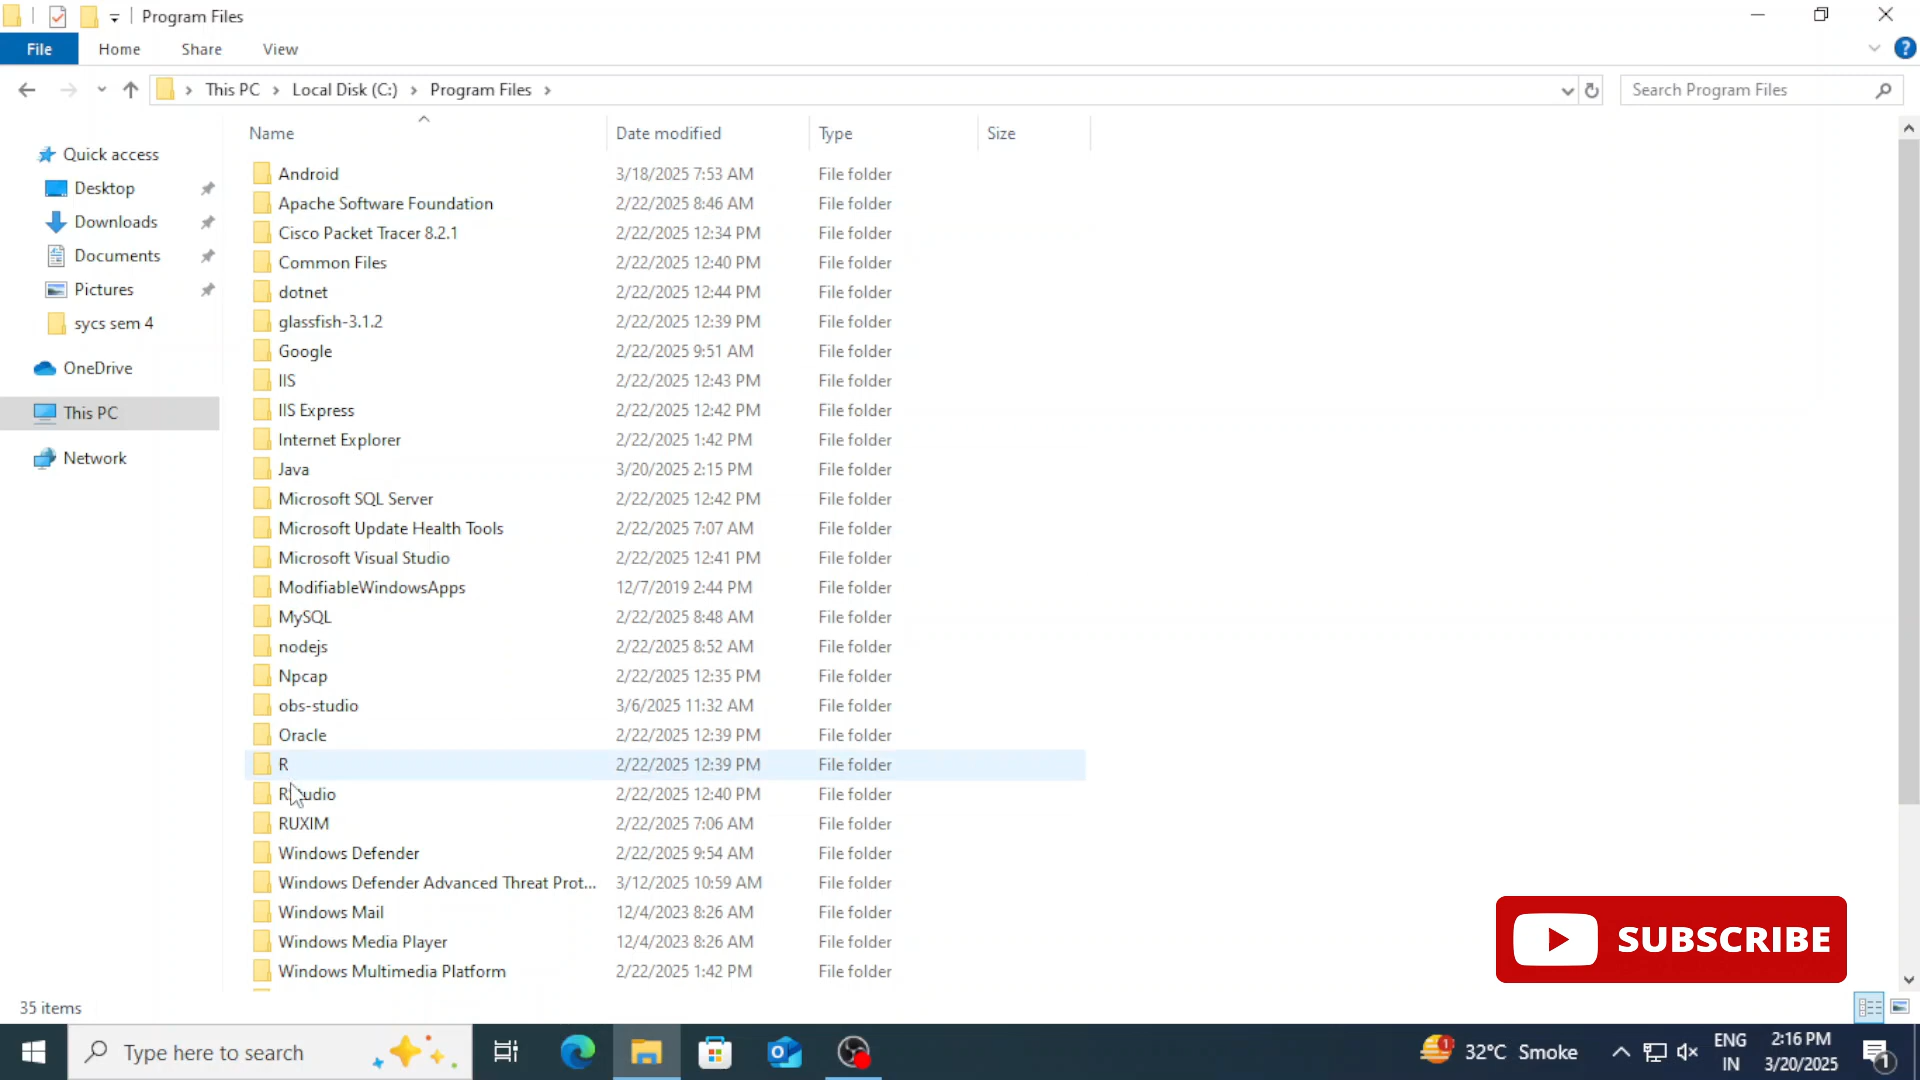 Program Files
File Home Share View
This PC Local Disk (C:) Program Files Search Program Files
Name Date modified Type Size
Quick access
Desktop
Downloads
Documents
Pictures
sycs sem 4
OneDrive
This PC
Network
Android 3/18/2025 7:53 AM File folder
Apache Software Foundation 2/22/2025 8:46 AM File folder
Cisco Packet Tracer 8.2.1 2/22/2025 12:34 PM File folder
Common Files 2/22/2025 12:40 PM File folder
dotnet 2/22/2025 12:44 PM File folder
glassfish-3.1.2 2/22/2025 12:39 PM File folder
Google 2/22/2025 9:51 AM File folder
IIS 2/22/2025 12:43 PM File folder
IIS Express 2/22/2025 12:42 PM File folder
Internet Explorer 2/22/2025 1:42 PM File folder
Java 3/20/2025 2:15 PM File folder
Microsoft SQL Server 2/22/2025 12:42 PM File folder
Microsoft Update Health Tools 2/22/2025 7:07 AM File folder
Microsoft Visual Studio 2/22/2025 12:41 PM File folder
ModifiableWindowsApps 12/7/2019 2:44 PM File folder
MySQL 2/22/2025 8:48 AM File folder
nodejs 2/22/2025 8:52 AM File folder
Npcap 2/22/2025 12:35 PM File folder
obs-studio 3/6/2025 11:32 AM File folder
Oracle 2/22/2025 12:39 PM File folder
R 2/22/2025 12:39 PM File folder
RStudio 2/22/2025 12:40 PM File folder
RUXIM 2/22/2025 7:06 AM File folder
Windows Defender 2/22/2025 9:54 AM File folder
Windows Defender Advanced Threat Prot... 3/12/2025 10:59 AM File folder
Windows Mail 12/4/2023 8:26 AM File folder
Windows Media Player 12/4/2023 8:26 AM File folder
Windows Multimedia Platform 2/22/2025 1:42 PM File folder
SUBSCRIBE
35 items
Type here to search
32°C Smoke
ENG
IN
2:16 PM
3/20/2025